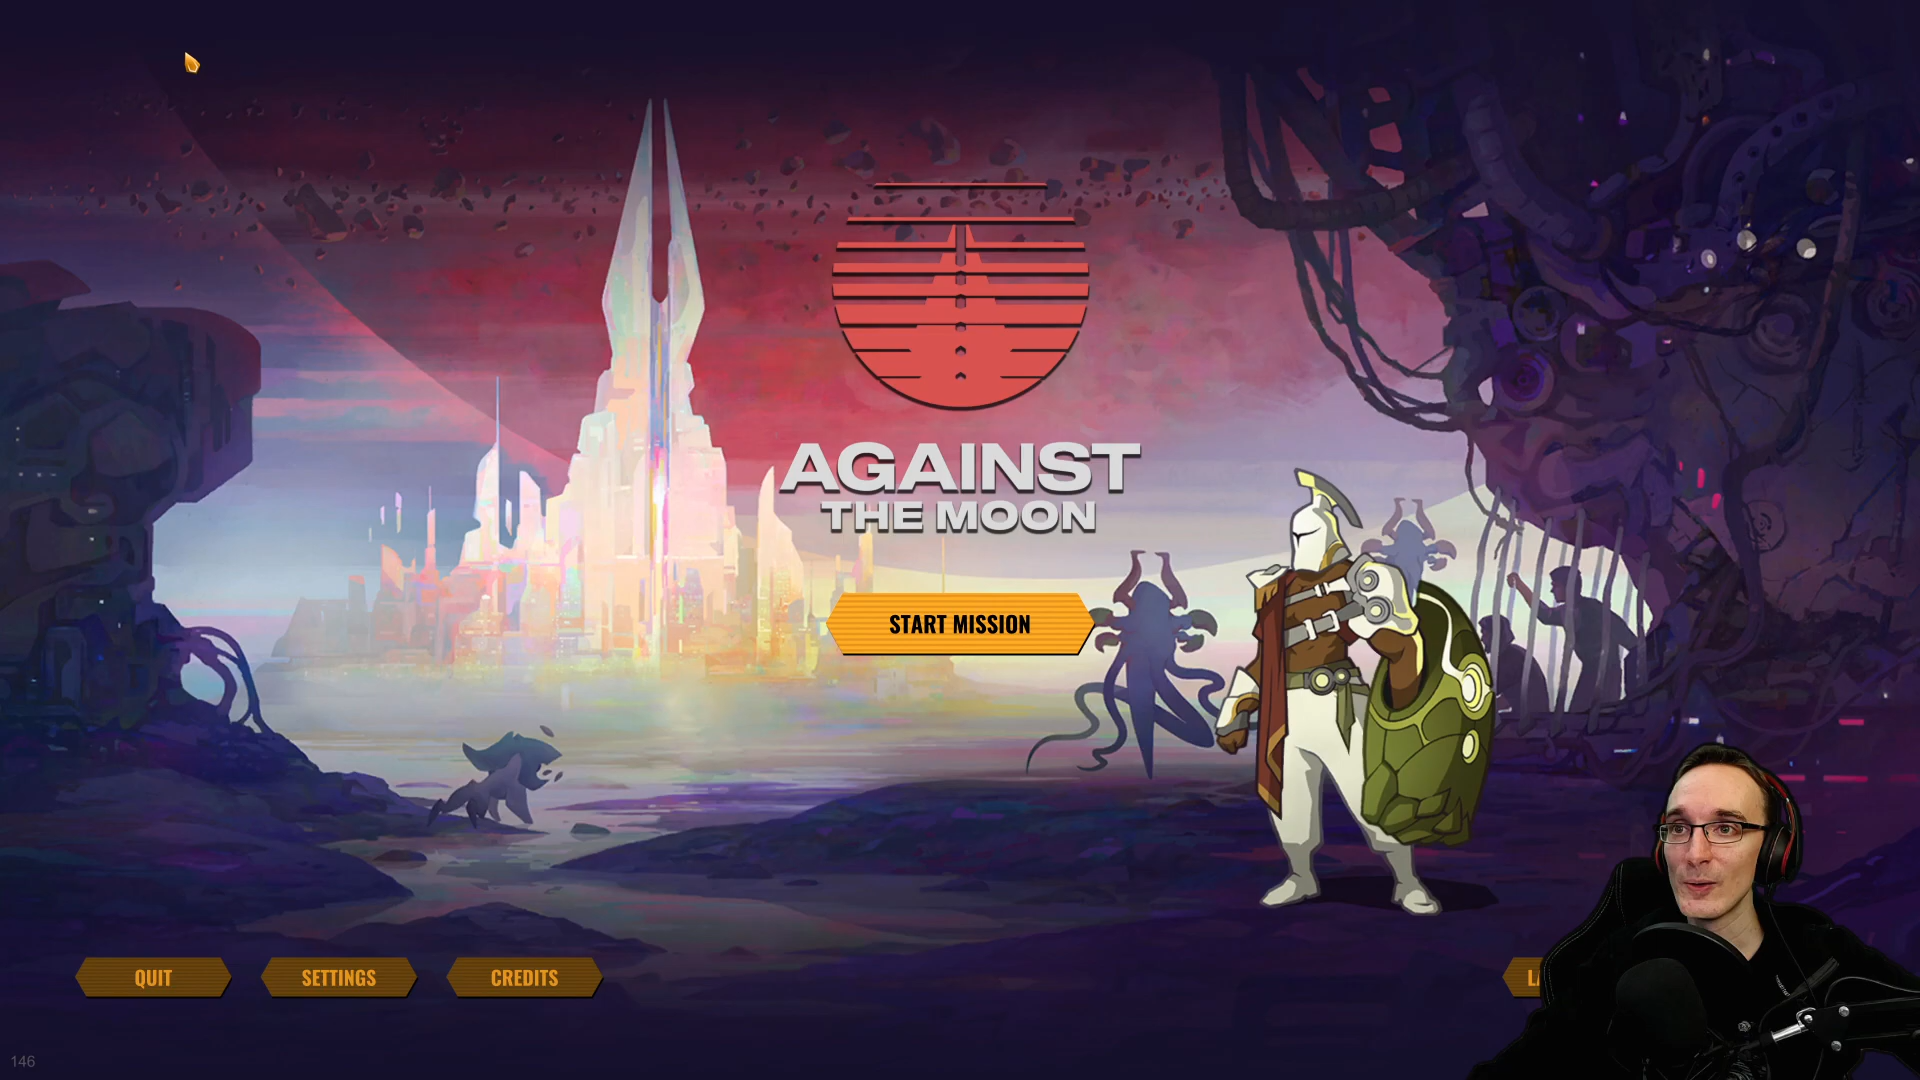 AGAINST
THE MOON
START MISSION
QUIT
SETTINGS
CREDITS
146